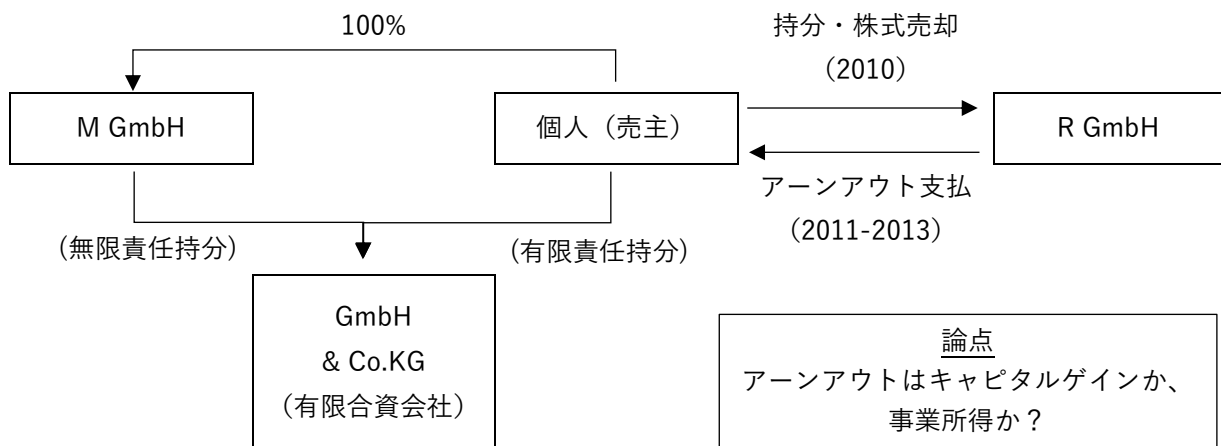 100%
持分・株式売却
(2010)
M GmbH
個人（売主）
R GmbH
アーンアウト支払
(2011-2013)
(無限責任持分)
(有限責任持分)
GmbH
& Co.KG
（有限合資会社）
論点
アーンアウトはキャピタルゲインか、
事業所得か？